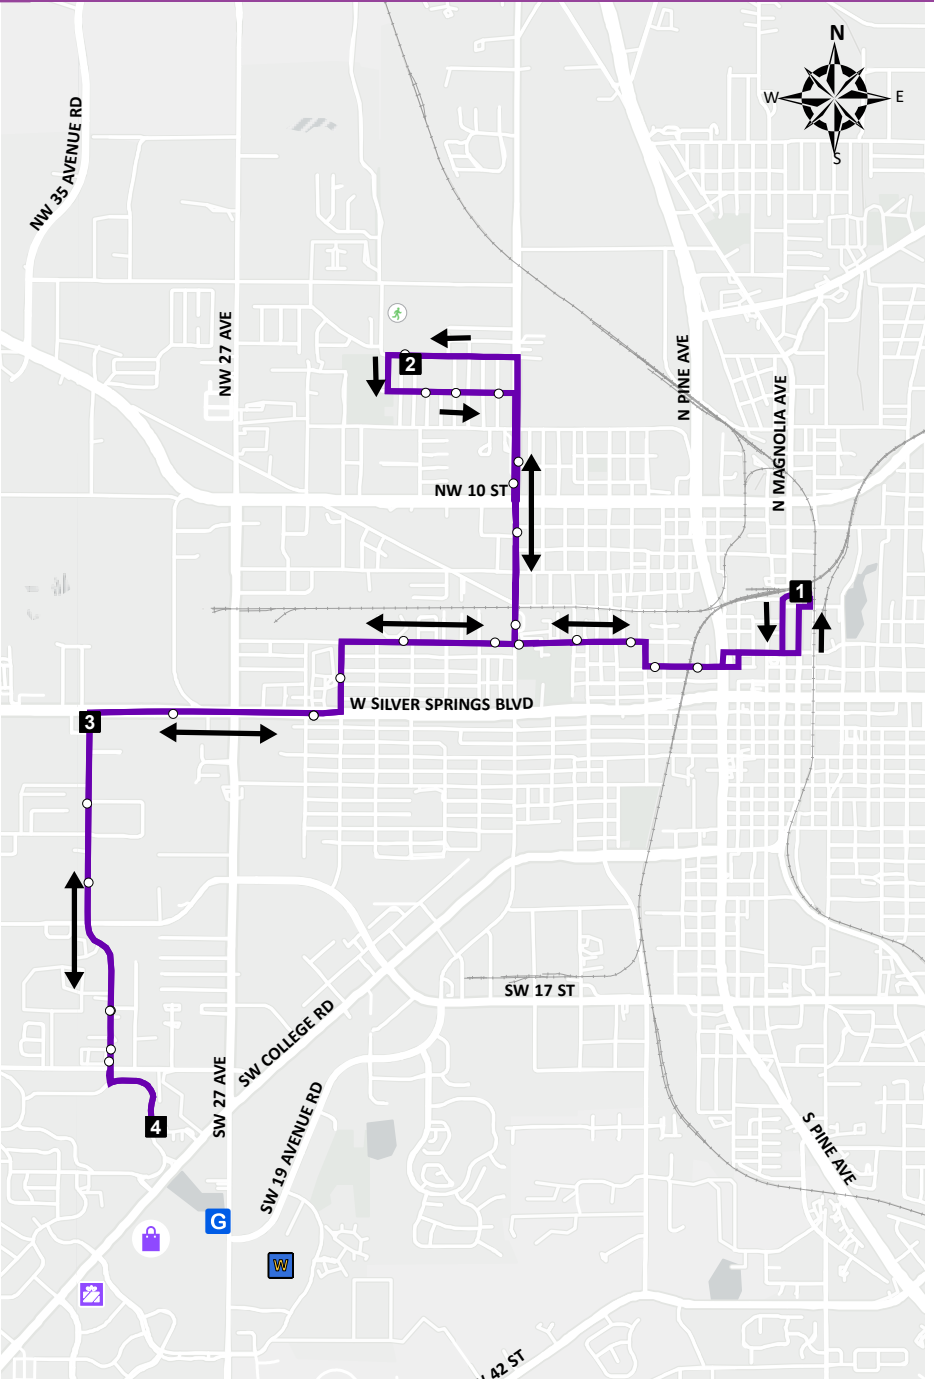 N
W
E
S
NW 35 AVENUE RD
NW 27 AVE
N PINE AVE
2
N MAGNOLIA AVE
NW 10 ST
1
W SILVER SPRINGS BLVD
3
SW 17 ST
SW COLLEGE RD
SW 27 AVE
SW 19 AVENUE RD
4
S PINE AVE
G
W
42 ST